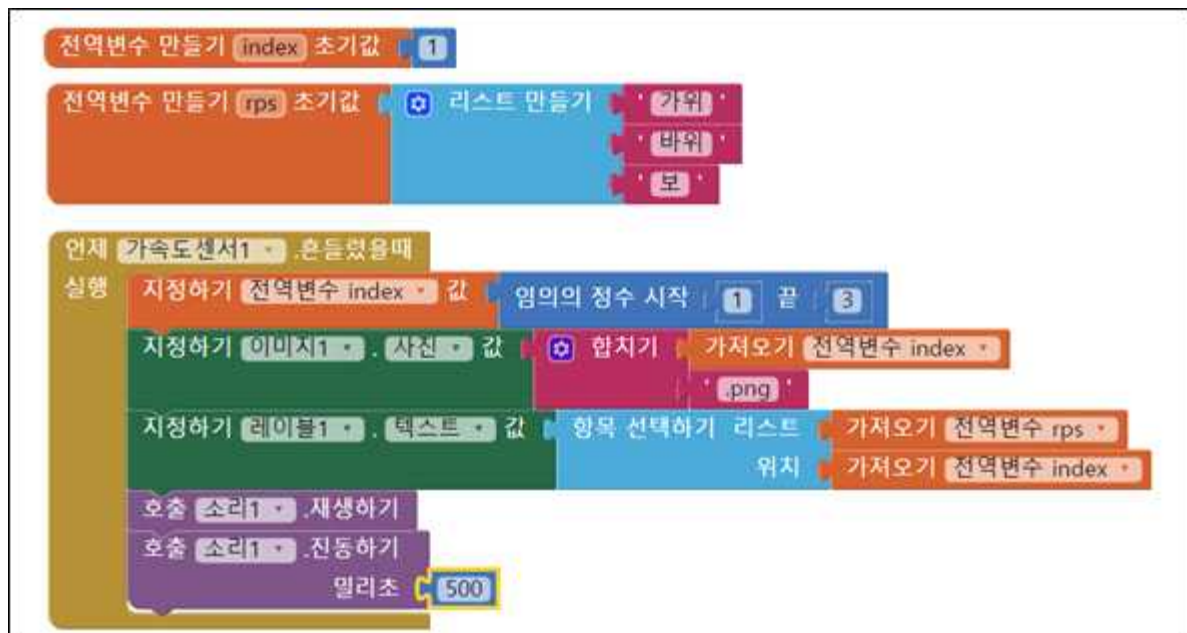 전역변수 만들기 index 초기값 1
전역변수 만들기 rps 초기값 리스트 만들기 ' 가위 '
' 바위 '
' 보 '
언제 가속도센서1 .흔들렸을때
실행 지정하기 전역변수 index 값 임의의 정수 시작 1 끝 3
지정하기 이미지1 . 사진 값 합치기 가져오기 전역변수 index
' .png '
지정하기 레이블1 . 텍스트 값 항목 선택하기 리스트 가져오기 전역변수 rps
위치 가져오기 전역변수 index
호출 소리1 .재생하기
호출 소리1 .진동하기
밀리초 500